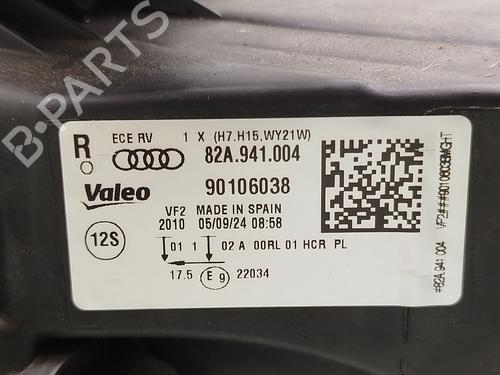 B-PARTS
R ECE RV 1 X (H7,H15,WY21W)
82A.941.004
Valeo 90106038
VF2 MADE IN SPAIN
12S 2010 05/09/24 08:58
01 1 02 A 00RL 01 HCR PL
17.5 E9 22034
#82A.941.004